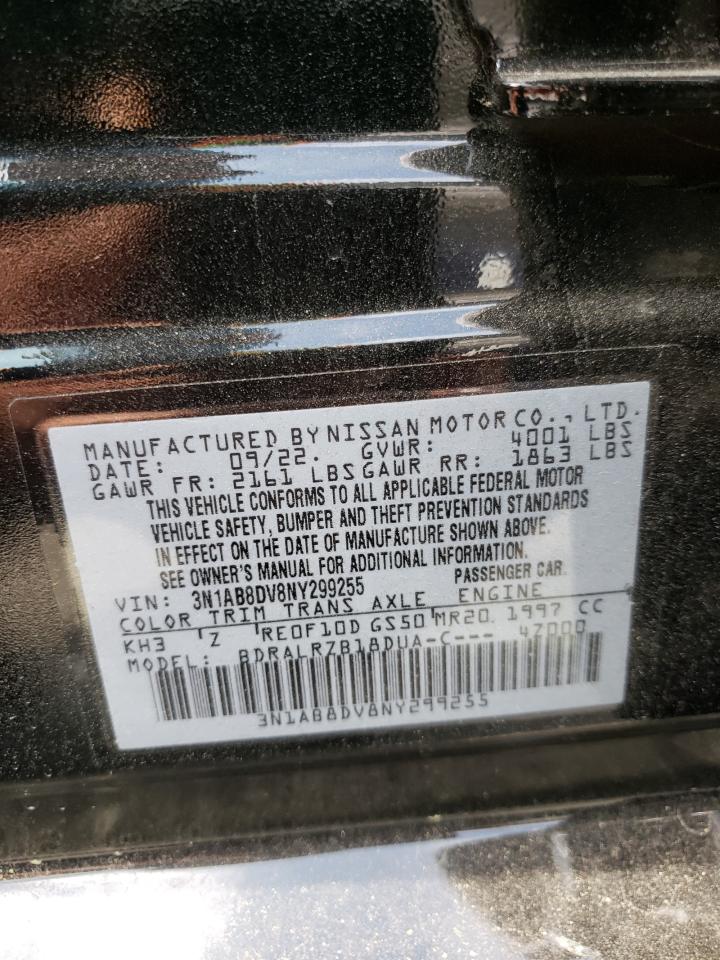 MANUFACTURED BY NISSAN MOTOR CO., LTD.
DATE: 09/22. GVWR: 4001 LBS
GAWR FR: 2161 LBS GAWR RR: 1863 LBS
THIS VEHICLE CONFORMS TO ALL APPLICABLE FEDERAL MOTOR
VEHICLE SAFETY, BUMPER AND THEFT PREVENTION STANDARDS
IN EFFECT ON THE DATE OF MANUFACTURE SHOWN ABOVE.
SEE OWNER'S MANUAL FOR ADDITIONAL INFORMATION.
VIN: 3N1AB8DV8NY299255 PASSENGER CAR.
COLOR TRIM TRANS AXLE ENGINE
KH3 Z RE0F10D GS50 MR20 1997 CC
MODEL: BDRALRZB18DUA-C--- 4Z000
3N1AB8DV8NY299255